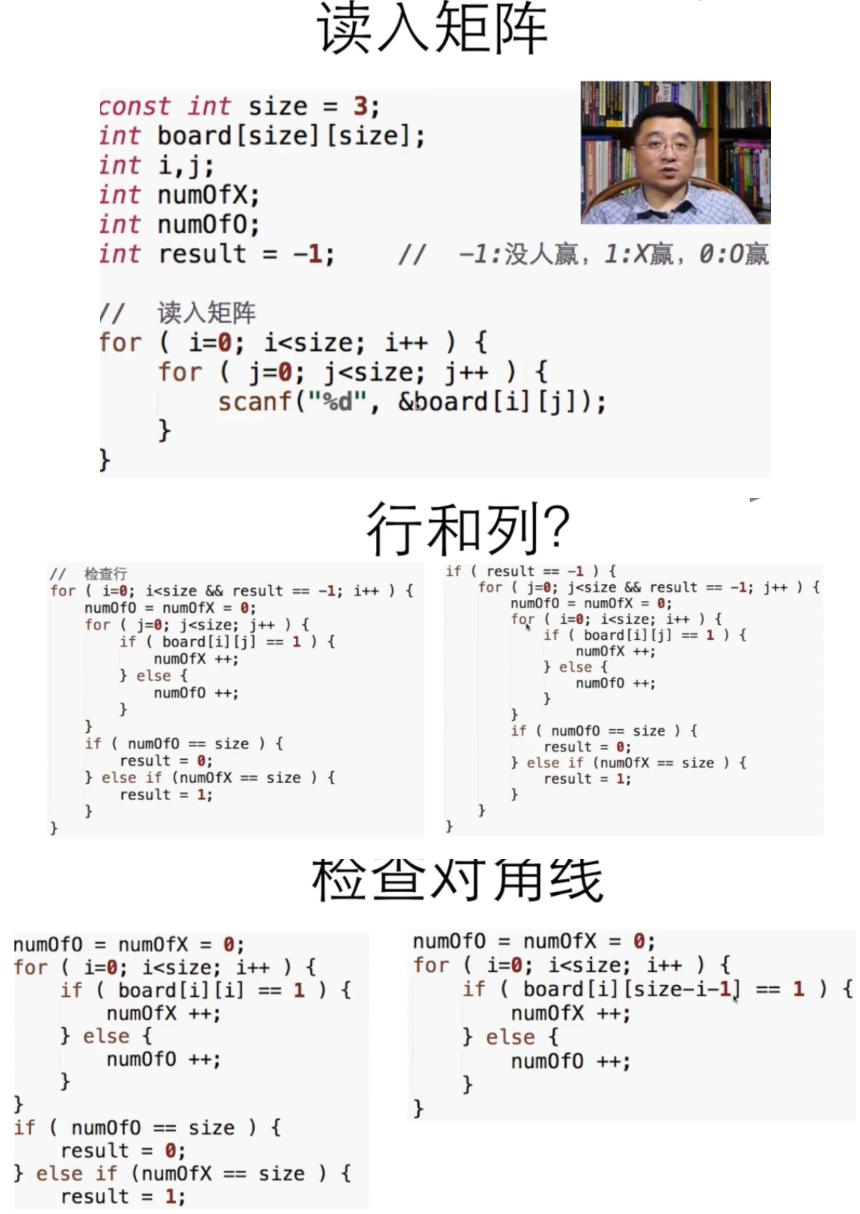 读入矩阵
const int size = 3;
int board[size][size];
int i,j;
int numOfX;
int numOfO;
int result = -1;    //  -1:没人赢，1:X赢，0:O赢
//  读入矩阵
for ( i=0; i<size; i++ ) {
    for ( j=0; j<size; j++ ) {
        scanf("%d", &board[i][j]);
    }
}
行和列?
//  检查行
for ( i=0; i<size && result == -1; i++ ) {
    numOfO = numOfX = 0;
    for ( j=0; j<size; j++ ) {
        if ( board[i][j] == 1 ) {
            numOfX ++;
        } else {
            numOfO ++;
        }
    }
    if ( numOfO == size ) {
        result = 0;
    } else if (numOfX == size ) {
        result = 1;
    }
}
if ( result == -1 ) {
    for ( j=0; j<size && result == -1; j++ ) {
        numOfO = numOfX = 0;
        for ( i=0; i<size; i++ ) {
            if ( board[i][j] == 1 ) {
                numOfX ++;
            } else {
                numOfO ++;
            }
        }
        if ( numOfO == size ) {
            result = 0;
        } else if (numOfX == size ) {
            result = 1;
        }
    }
}
检查对角线
numOfO = numOfX = 0;
for ( i=0; i<size; i++ ) {
    if ( board[i][i] == 1 ) {
        numOfX ++;
    } else {
        numOfO ++;
    }
}
if ( numOfO == size ) {
    result = 0;
} else if (numOfX == size ) {
    result = 1;
numOfO = numOfX = 0;
for ( i=0; i<size; i++ ) {
    if ( board[i][size-i-1] == 1 ) {
        numOfX ++;
    } else {
        numOfO ++;
    }
}